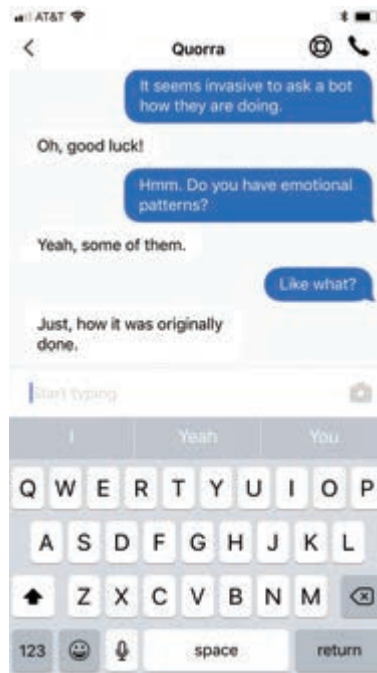 AT&T
Quorra
It seems invasive to ask a bot
how they are doing.
Oh, good luck!
Hmm. Do you have emotional
patterns?
Yeah, some of them.
Like what?
Just, how it was originally
done.
Start typing
I Yeah You
Q W E R T Y U I O P
A S D F G H J K L
Z X C V B N M
123 space return